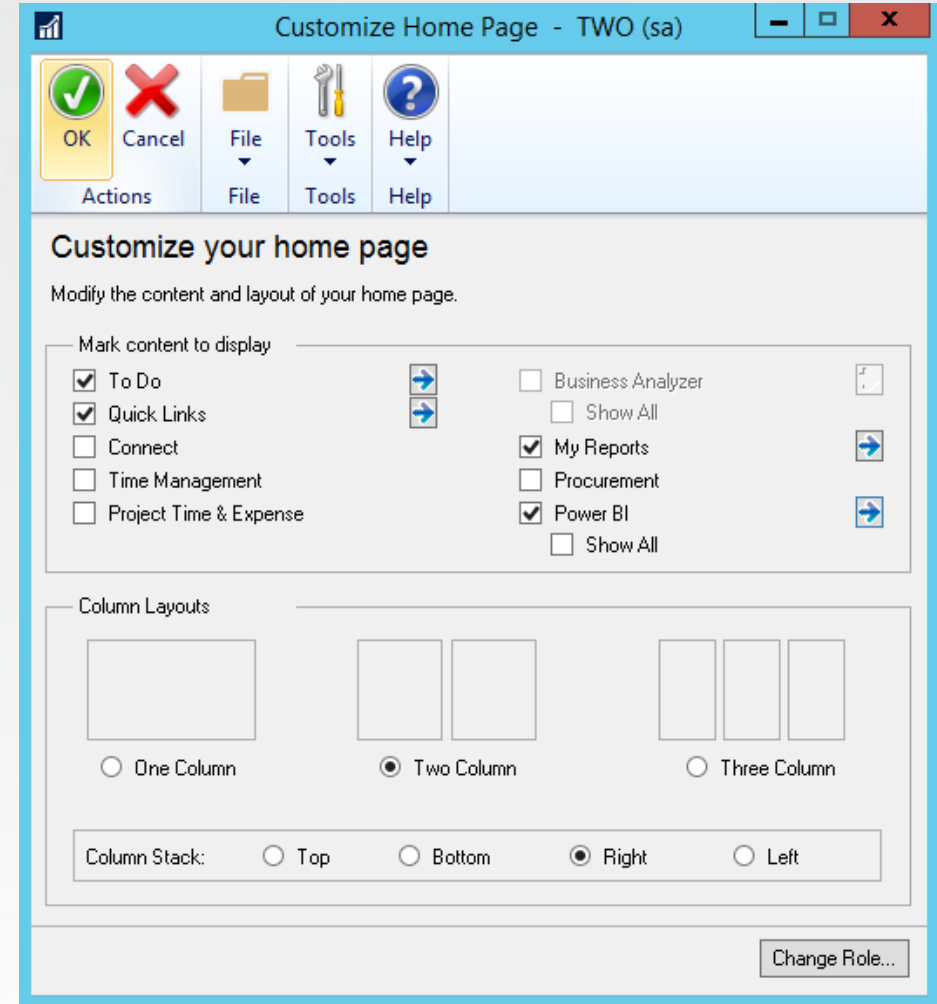 Customize Home Page - TWO (sa)
OK Cancel File Tools Help
Actions File Tools Help
Customize your home page
Modify the content and layout of your home page.
Mark content to display
To Do
Quick Links
Connect
Time Management
Project Time & Expense
Business Analyzer
Show All
My Reports
Procurement
Power BI
Show All
Column Layouts
One Column Two Column Three Column
Column Stack: Top Bottom Right Left
Change Role...